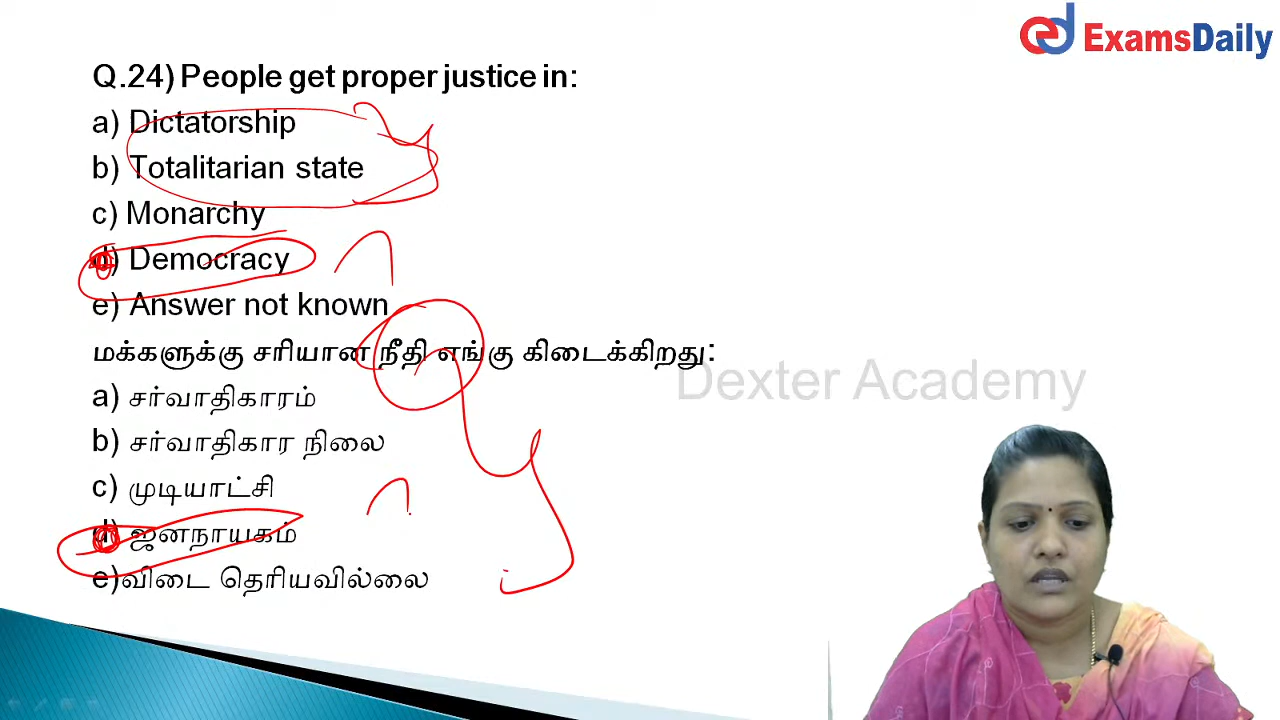 ed ExamsDaily
Q.24) People get proper justice in:
a) Dictatorship
b) Totalitarian state
c) Monarchy
d) Democracy
e) Answer not known
மக்களுக்கு சரியான நீதி எங்கு கிடைக்கிறது:
a) சர்வாதிகாரம்
b) சர்வாதிகார நிலை
c) முடியாட்சி
d) ஜனநாயகம்
e)விடை தெரியவில்லை
Dexter Academy